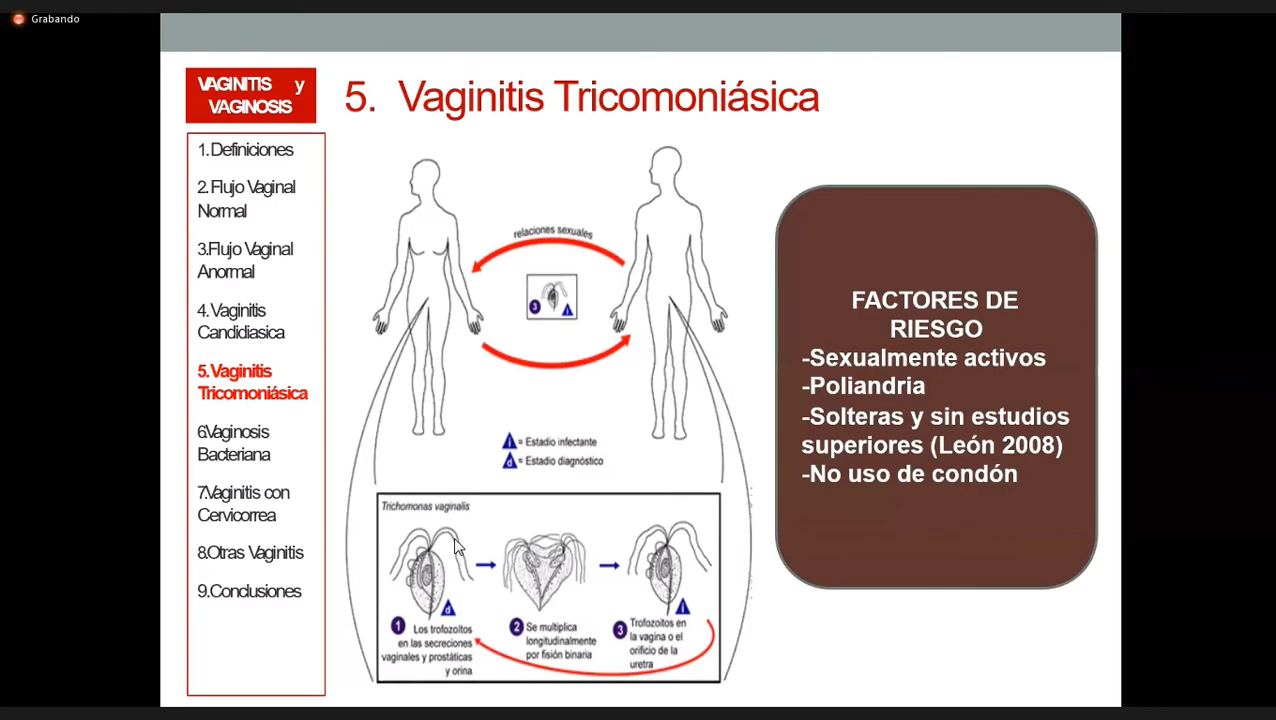 Grabando
VAGINITIS y
VAGINOSIS
1.Definiciones
2. Flujo Vaginal
Normal
3.Flujo Vaginal
Anormal
4.Vaginitis
Candidiasica
5.Vaginitis
Tricomoniásica
6.Vaginosis
Bacteriana
7.Vaginitis con
Cervicorrea
8.Otras Vaginitis
9.Conclusiones
5. Vaginitis Tricomoniásica
relaciones sexuales
3 i
i = Estadio infectante
d = Estadio diagnóstico
Trichomonas vaginalis
d
1 Los trofozoitos
en las secreciones
vaginales y prostáticas
y orina
2 Se multiplica
longitudinalmente
por fisión binaria
i
3 Trofozoitos en
la vagina o el
orificio de la
uretra
FACTORES DE
RIESGO
-Sexualmente activos
-Poliandria
-Solteras y sin estudios
superiores (León 2008)
-No uso de condón